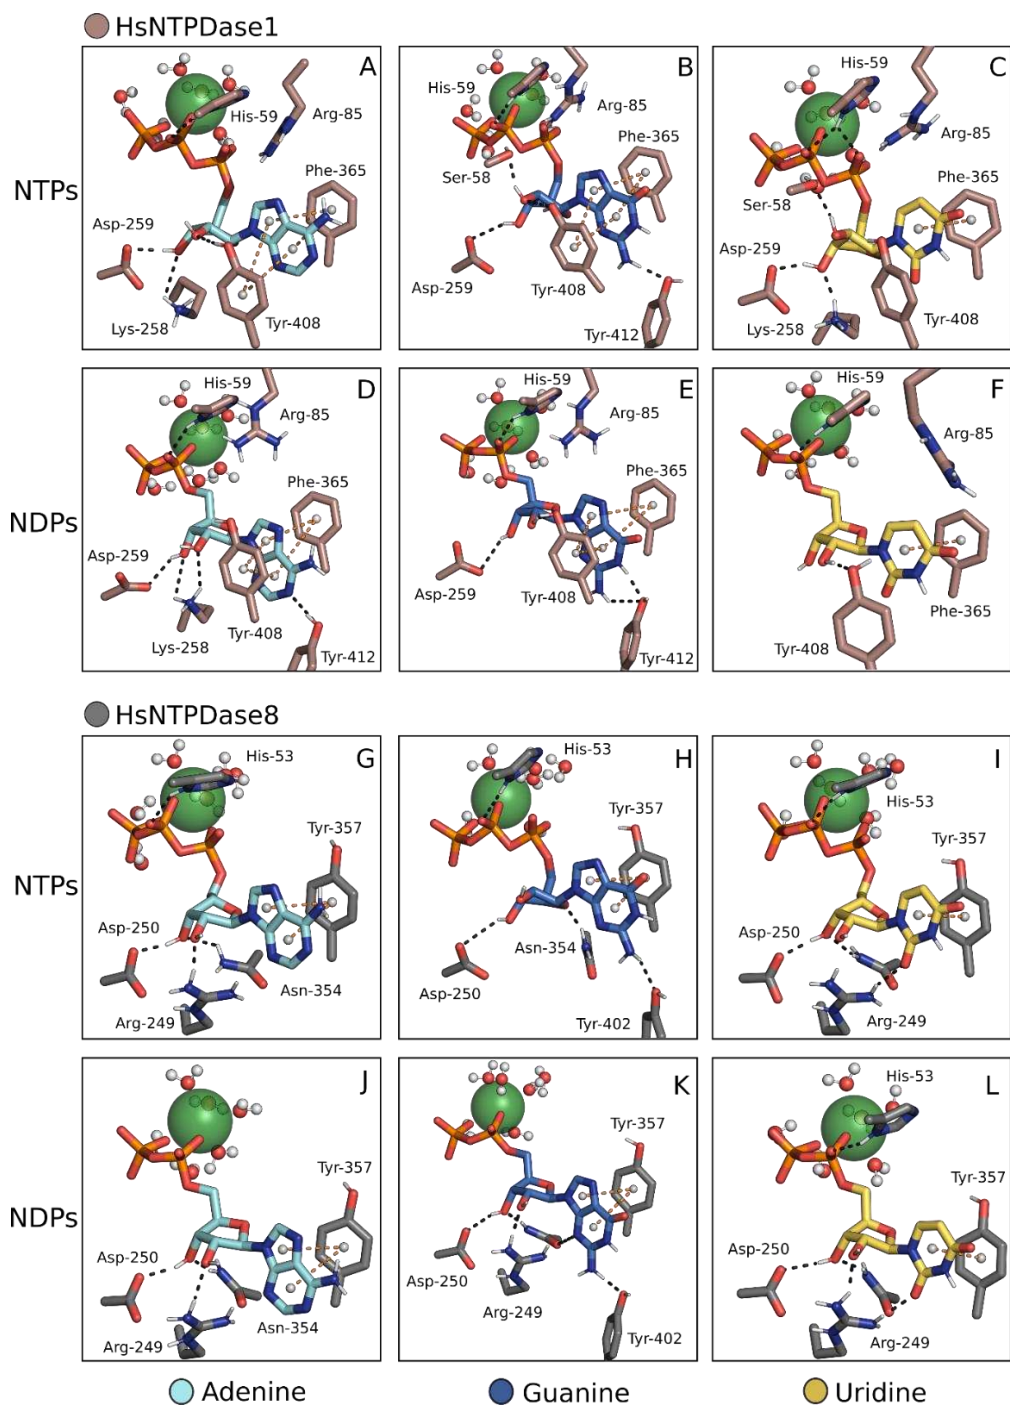 HsNTPDase1
NTPs
A
His-59
Arg-85
Phe-365
Asp-259
Lys-258
Tyr-408
B
His-59
Arg-85
Phe-365
Ser-58
Asp-259
Tyr-408
Tyr-412
C
His-59
Arg-85
Phe-365
Ser-58
Asp-259
Lys-258
Tyr-408
NDPs
D
His-59
Arg-85
Phe-365
Asp-259
Lys-258
Tyr-408
Tyr-412
E
His-59
Arg-85
Phe-365
Asp-259
Tyr-408
Tyr-412
F
His-59
Arg-85
Phe-365
Tyr-408
HsNTPDase8
NTPs
G
His-53
Tyr-357
Asp-250
Asn-354
Arg-249
H
His-53
Tyr-357
Asn-354
Asp-250
Tyr-402
I
His-53
Tyr-357
Asp-250
Arg-249
NDPs
J
Tyr-357
Asp-250
Asn-354
Arg-249
K
Tyr-357
Asp-250
Arg-249
Tyr-402
L
His-53
Tyr-357
Asp-250
Arg-249
Adenine
Guanine
Uridine